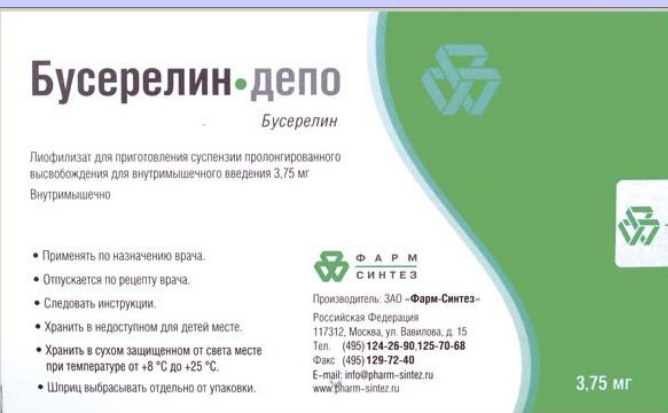 Бусерелин•депо
Бусерелин
Лиофилизат для приготовления суспензии пролонгированного
высвобождения для внутримышечного введения 3,75 мг
Внутримышечно
• Применять по назначению врача.
• Отпускается по рецепту врача.
• Следовать инструкции.
• Хранить в недоступном для детей месте.
• Хранить в сухом защищенном от света месте
при температуре от +8 °C до +25 °C.
• Шприц выбрасывать отдельно от упаковки.
ФАРМ
СИНТЕЗ
Производитель: ЗАО «Фарм-Синтез»
Российская Федерация
117312, Москва, ул. Вавилова, д. 15
Тел. (495) 124-26-90,125-70-68
Факс (495) 129-72-40
E-mail: info@pharm-sintez.ru
www.pharm-sintez.ru
3,75 мг